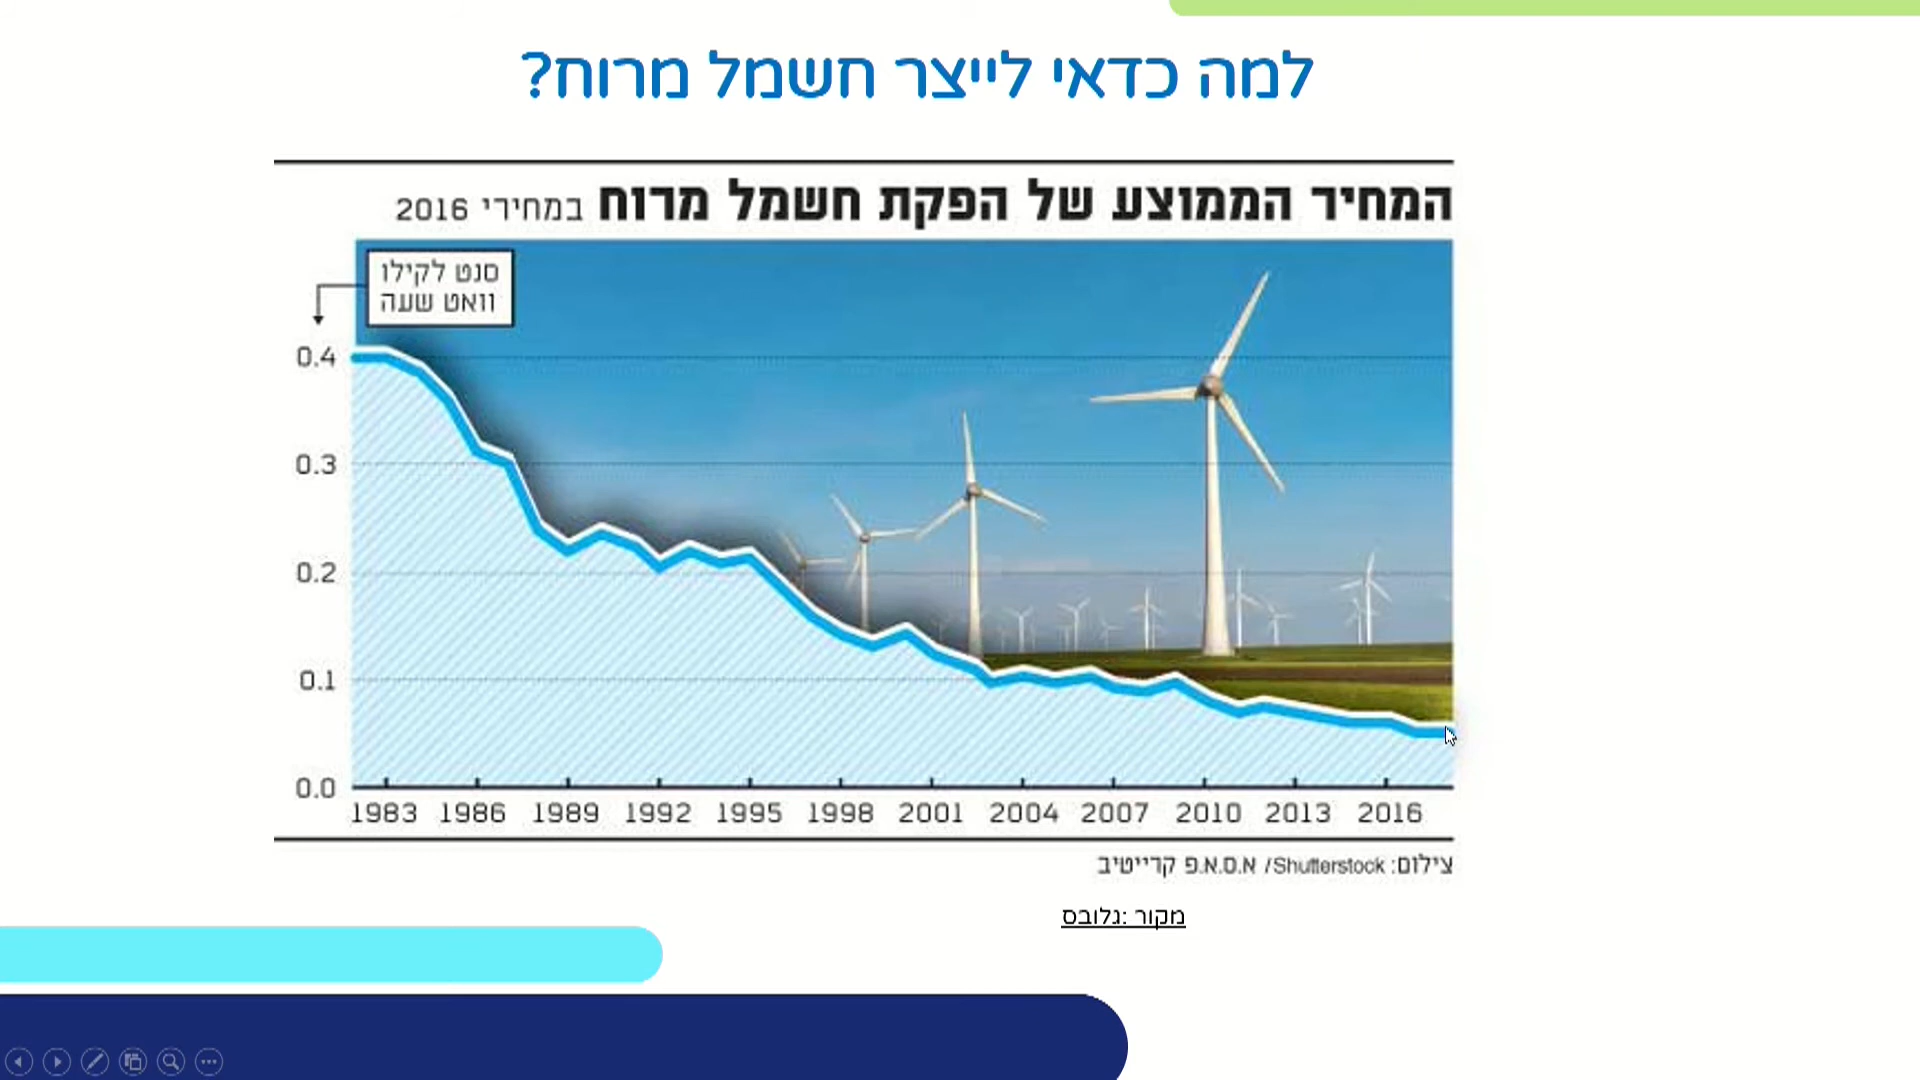 למה כדאי לייצר חשמל מרוח?
המחיר הממוצע של הפקת חשמל מרוח במחירי 2016
סנט לקילו
וואט שעה
0.4
0.3
0.2
0.1
0.0
1983 1986 1989 1992 1995 1998 2001 2004 2007 2010 2013 2016
צילום: Shutterstock/ א.ס.א.פ קרייטיב
מקור :גלובס